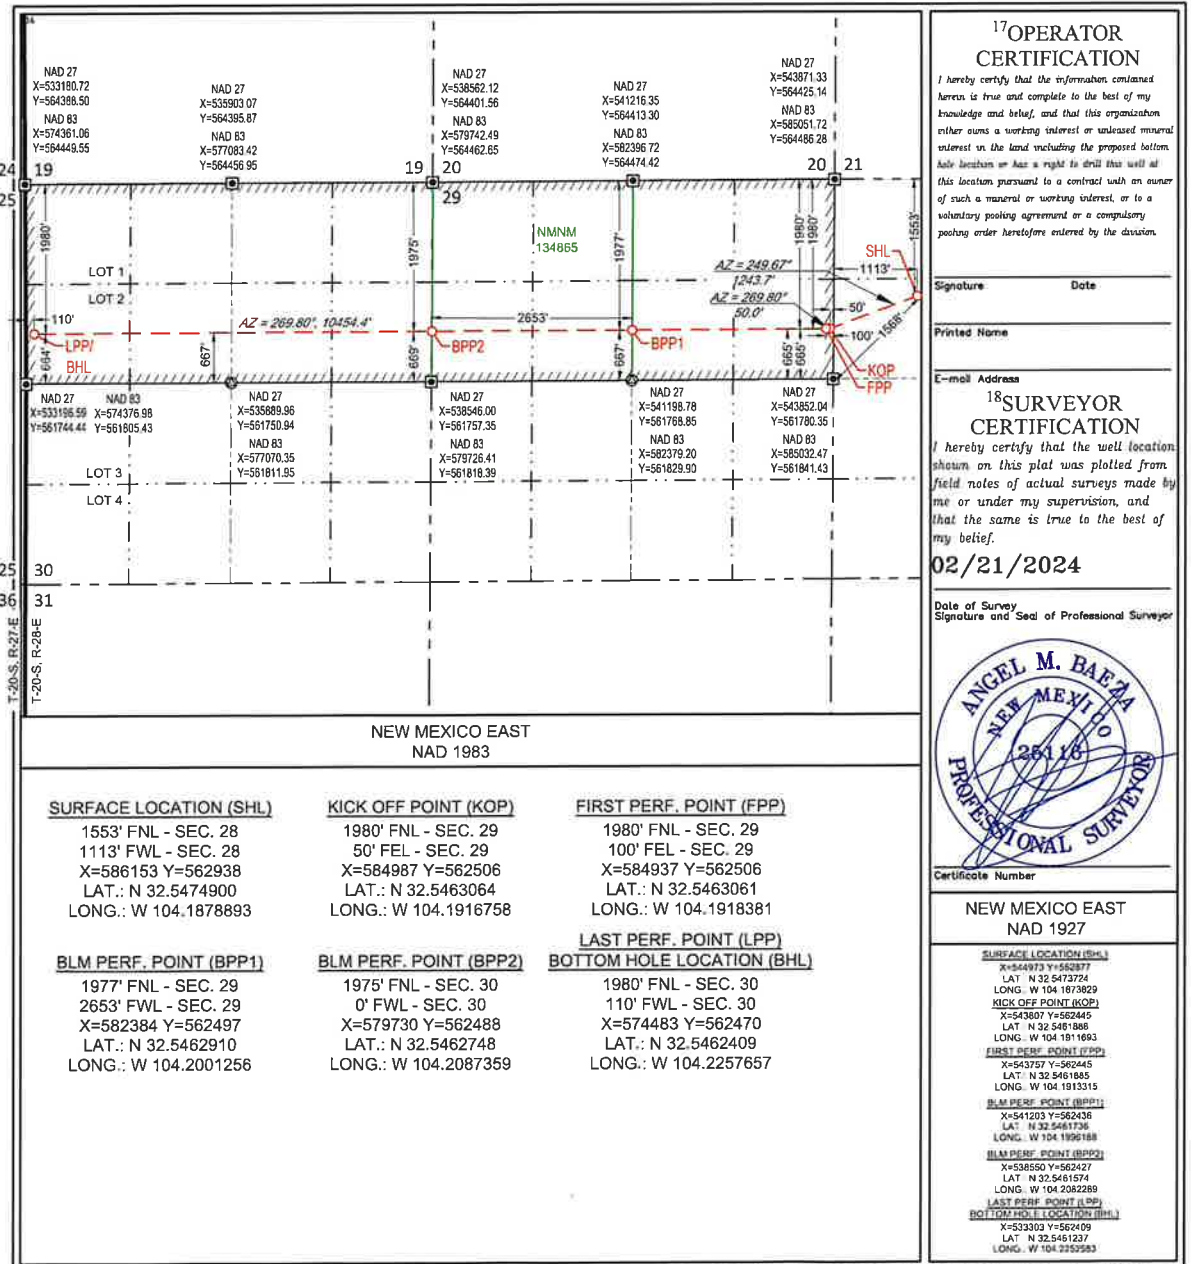 NAD 27
X=533180.72
Y=564388.50
NAD 83
X=574361.06
Y=564449.55
NAD 27
X=535903.07
Y=564395.87
NAD 83
X=577083.42
Y=564456.95
NAD 27
X=538562.12
Y=564401.56
NAD 83
X=579742.49
Y=564462.65
NAD 27
X=541216.35
Y=564413.30
NAD 83
X=582396.72
Y=564474.42
NAD 27
X=543871.33
Y=564425.14
NAD 83
X=585051.72
Y=564486.28
24 19
25
19 20
29
20 21
1980'
1975'
1977'
1980'
1980'
1553'
NMNM
134865
SHL
LOT 1
LOT 2
AZ = 249.67°
1243.7'
AZ = 269.80°
50.0'
1113'
50'
100'
1568'
110'
AZ = 269.80°, 10454.4'
2653'
LPP/
BHL
BPP2
BPP1
KOP
FPP
664'
667'
669'
667'
665'
665'
NAD 27
X=533196.59
Y=561744.44
NAD 83
X=574376.98
Y=561805.43
NAD 27
X=535889.96
Y=561750.94
NAD 83
X=577070.35
Y=561811.95
NAD 27
X=538546.00
Y=561757.35
NAD 83
X=579726.41
Y=561818.39
NAD 27
X=541198.78
Y=561768.85
NAD 83
X=582379.20
Y=561829.90
NAD 27
X=543852.04
Y=561780.35
NAD 83
X=585032.47
Y=561841.43
LOT 3
LOT 4
25 30
36 31
T-20-S, R-27-E
T-20-S, R-28-E
NEW MEXICO EAST
NAD 1983
SURFACE LOCATION (SHL)
1553' FNL - SEC. 28
1113' FWL - SEC. 28
X=586153 Y=562938
LAT.: N 32.5474900
LONG.: W 104.1878893
KICK OFF POINT (KOP)
1980' FNL - SEC. 29
50' FEL - SEC. 29
X=584987 Y=562506
LAT.: N 32.5463064
LONG.: W 104.1916758
FIRST PERF. POINT (FPP)
1980' FNL - SEC. 29
100' FEL - SEC. 29
X=584937 Y=562506
LAT.: N 32.5463061
LONG.: W 104.1918381
BLM PERF. POINT (BPP1)
1977' FNL - SEC. 29
2653' FWL - SEC. 29
X=582384 Y=562497
LAT.: N 32.5462910
LONG.: W 104.2001256
BLM PERF. POINT (BPP2)
1975' FNL - SEC. 30
0' FWL - SEC. 30
X=579730 Y=562488
LAT.: N 32.5462748
LONG.: W 104.2087359
LAST PERF. POINT (LPP)
BOTTOM HOLE LOCATION (BHL)
1980' FNL - SEC. 30
110' FWL - SEC. 30
X=574483 Y=562470
LAT.: N 32.5462409
LONG.: W 104.2257657
17 OPERATOR
CERTIFICATION
I hereby certify that the information contained
herein is true and complete to the best of my
knowledge and belief, and that this organization
either owns a working interest or unleased mineral
interest in the land including the proposed bottom
hole location or has a right to drill this well at
this location pursuant to a contract with an owner
of such a mineral or working interest, or to a
voluntary pooling agreement or a compulsory
pooling order heretofore entered by the division.
Signature Date
Printed Name
E-mail Address
18 SURVEYOR
CERTIFICATION
I hereby certify that the well location
shown on this plat was plotted from
field notes of actual surveys made by
me or under my supervision, and
that the same is true to the best of
my belief.
02/21/2024
Date of Survey
Signature and Seal of Professional Surveyor
ANGEL M. BAEZA
NEW MEXICO
25116
PROFESSIONAL SURVEYOR
Certificate Number
NEW MEXICO EAST
NAD 1927
SURFACE LOCATION (SHL)
X=544973 Y=562877
LAT.: N 32.5473724
LONG.: W 104.1873829
KICK OFF POINT (KOP)
X=543807 Y=562445
LAT.: N 32.5461888
LONG.: W 104.1911693
FIRST PERF. POINT (FPP)
X=543757 Y=562445
LAT.: N 32.5461885
LONG.: W 104.1913315
BLM PERF. POINT (BPP1)
X=541203 Y=562436
LAT.: N 32.5461736
LONG.: W 104.1996188
BLM PERF. POINT (BPP2)
X=538550 Y=562427
LAT.: N 32.5461574
LONG.: W 104.2082289
LAST PERF. POINT (LPP)
BOTTOM HOLE LOCATION (BHL)
X=533303 Y=562409
LAT.: N 32.5461237
LONG.: W 104.2252583